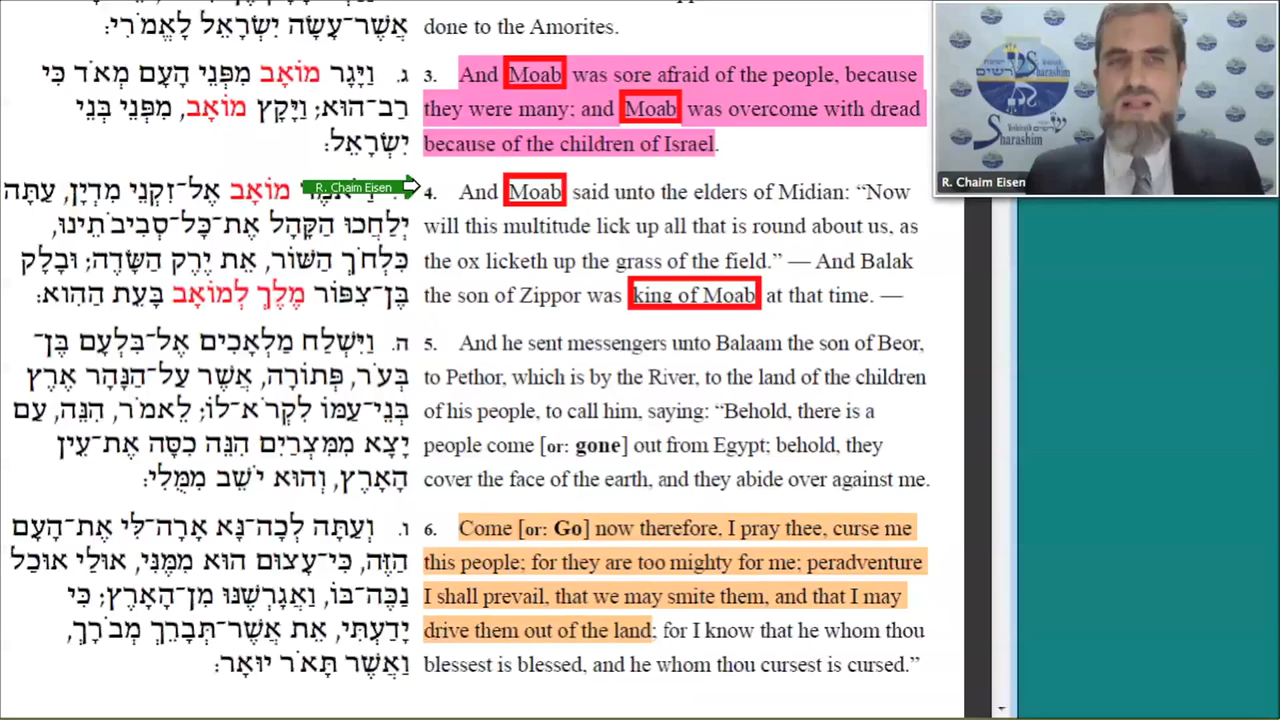 אֲשֶׁר־עָשָׂה יִשְׂרָאֵל לָאֱמֹרִי׃
ג. וַיָּגָר מוֹאָב מִפְּנֵי הָעָם מְאֹד כִּי
רַב־הוּא; וַיָּקָץ מוֹאָב, מִפְּנֵי בְּנֵי
יִשְׂרָאֵל׃
מוֹאָב אֶל־זִקְנֵי מִדְיָן, עַתָּה
יְלַחֲכוּ הַקָּהָל אֶת־כָּל־סְבִיבֹתֵינוּ,
כִּלְחֹךְ הַשּׁוֹר, אֵת יֶרֶק הַשָּׂדֶה; וּבָלָק
בֶּן־צִפּוֹר מֶלֶךְ לְמוֹאָב בָּעֵת הַהִוא׃
ה. וַיִּשְׁלַח מַלְאָכִים אֶל־בִּלְעָם בֶּן־
בְּעֹר, פְּתוֹרָה, אֲשֶׁר עַל־הַנָּהָר אֶרֶץ
בְּנֵי־עַמּוֹ לִקְרֹא־לוֹ; לֵאמֹר, הִנֵּה, עַם
יָצָא מִמִּצְרַיִם הִנֵּה כִסָּה אֶת־עֵין
הָאָרֶץ, וְהוּא יֹשֵׁב מִמֻּלִי׃
ו. וְעַתָּה לְכָה־נָּא אָרָה־לִּי אֶת־הָעָם
הַזֶּה, כִּי־עָצוּם הוּא מִמֶּנִּי, אוּלַי אוּכַל
נַכֶּה־בּוֹ, וַאֲגָרְשֶׁנּוּ מִן־הָאָרֶץ; כִּי
יָדַעְתִּי, אֵת אֲשֶׁר־תְּבָרֵךְ מְבֹרָךְ,
וַאֲשֶׁר תָּאֹר יוּאָר׃
done to the Amorites.
3. And Moab was sore afraid of the people, because
they were many; and Moab was overcome with dread
because of the children of Israel.
R. Chaim Eisen
4. And Moab said unto the elders of Midian: “Now
will this multitude lick up all that is round about us, as
the ox licketh up the grass of the field.” — And Balak
the son of Zippor was king of Moab at that time. —
5. And he sent messengers unto Balaam the son of Beor,
to Pethor, which is by the River, to the land of the children
of his people, to call him, saying: “Behold, there is a
people come [or: gone] out from Egypt; behold, they
cover the face of the earth, and they abide over against me.
6. Come [or: Go] now therefore, I pray thee, curse me
this people; for they are too mighty for me; peradventure
I shall prevail, that we may smite them, and that I may
drive them out of the land; for I know that he whom thou
blessest is blessed, and he whom thou cursest is cursed.”
Sharashim
R. Chaim Eisen